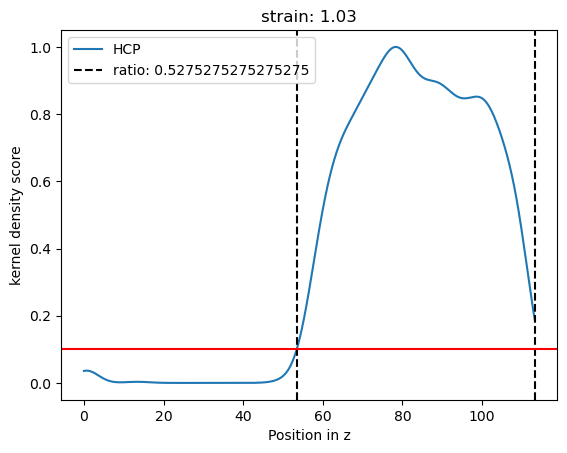 strain: 1.03
HCP
ratio: 0.5275275275275275
kernel density score
1.0
0.8
0.6
0.4
0.2
0.0
0 20 40 60 80 100
Position in z